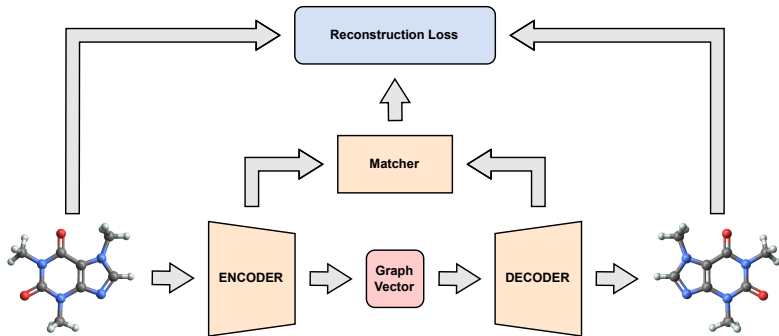 Reconstruction Loss
Matcher
ENCODER
Graph
Vector
DECODER